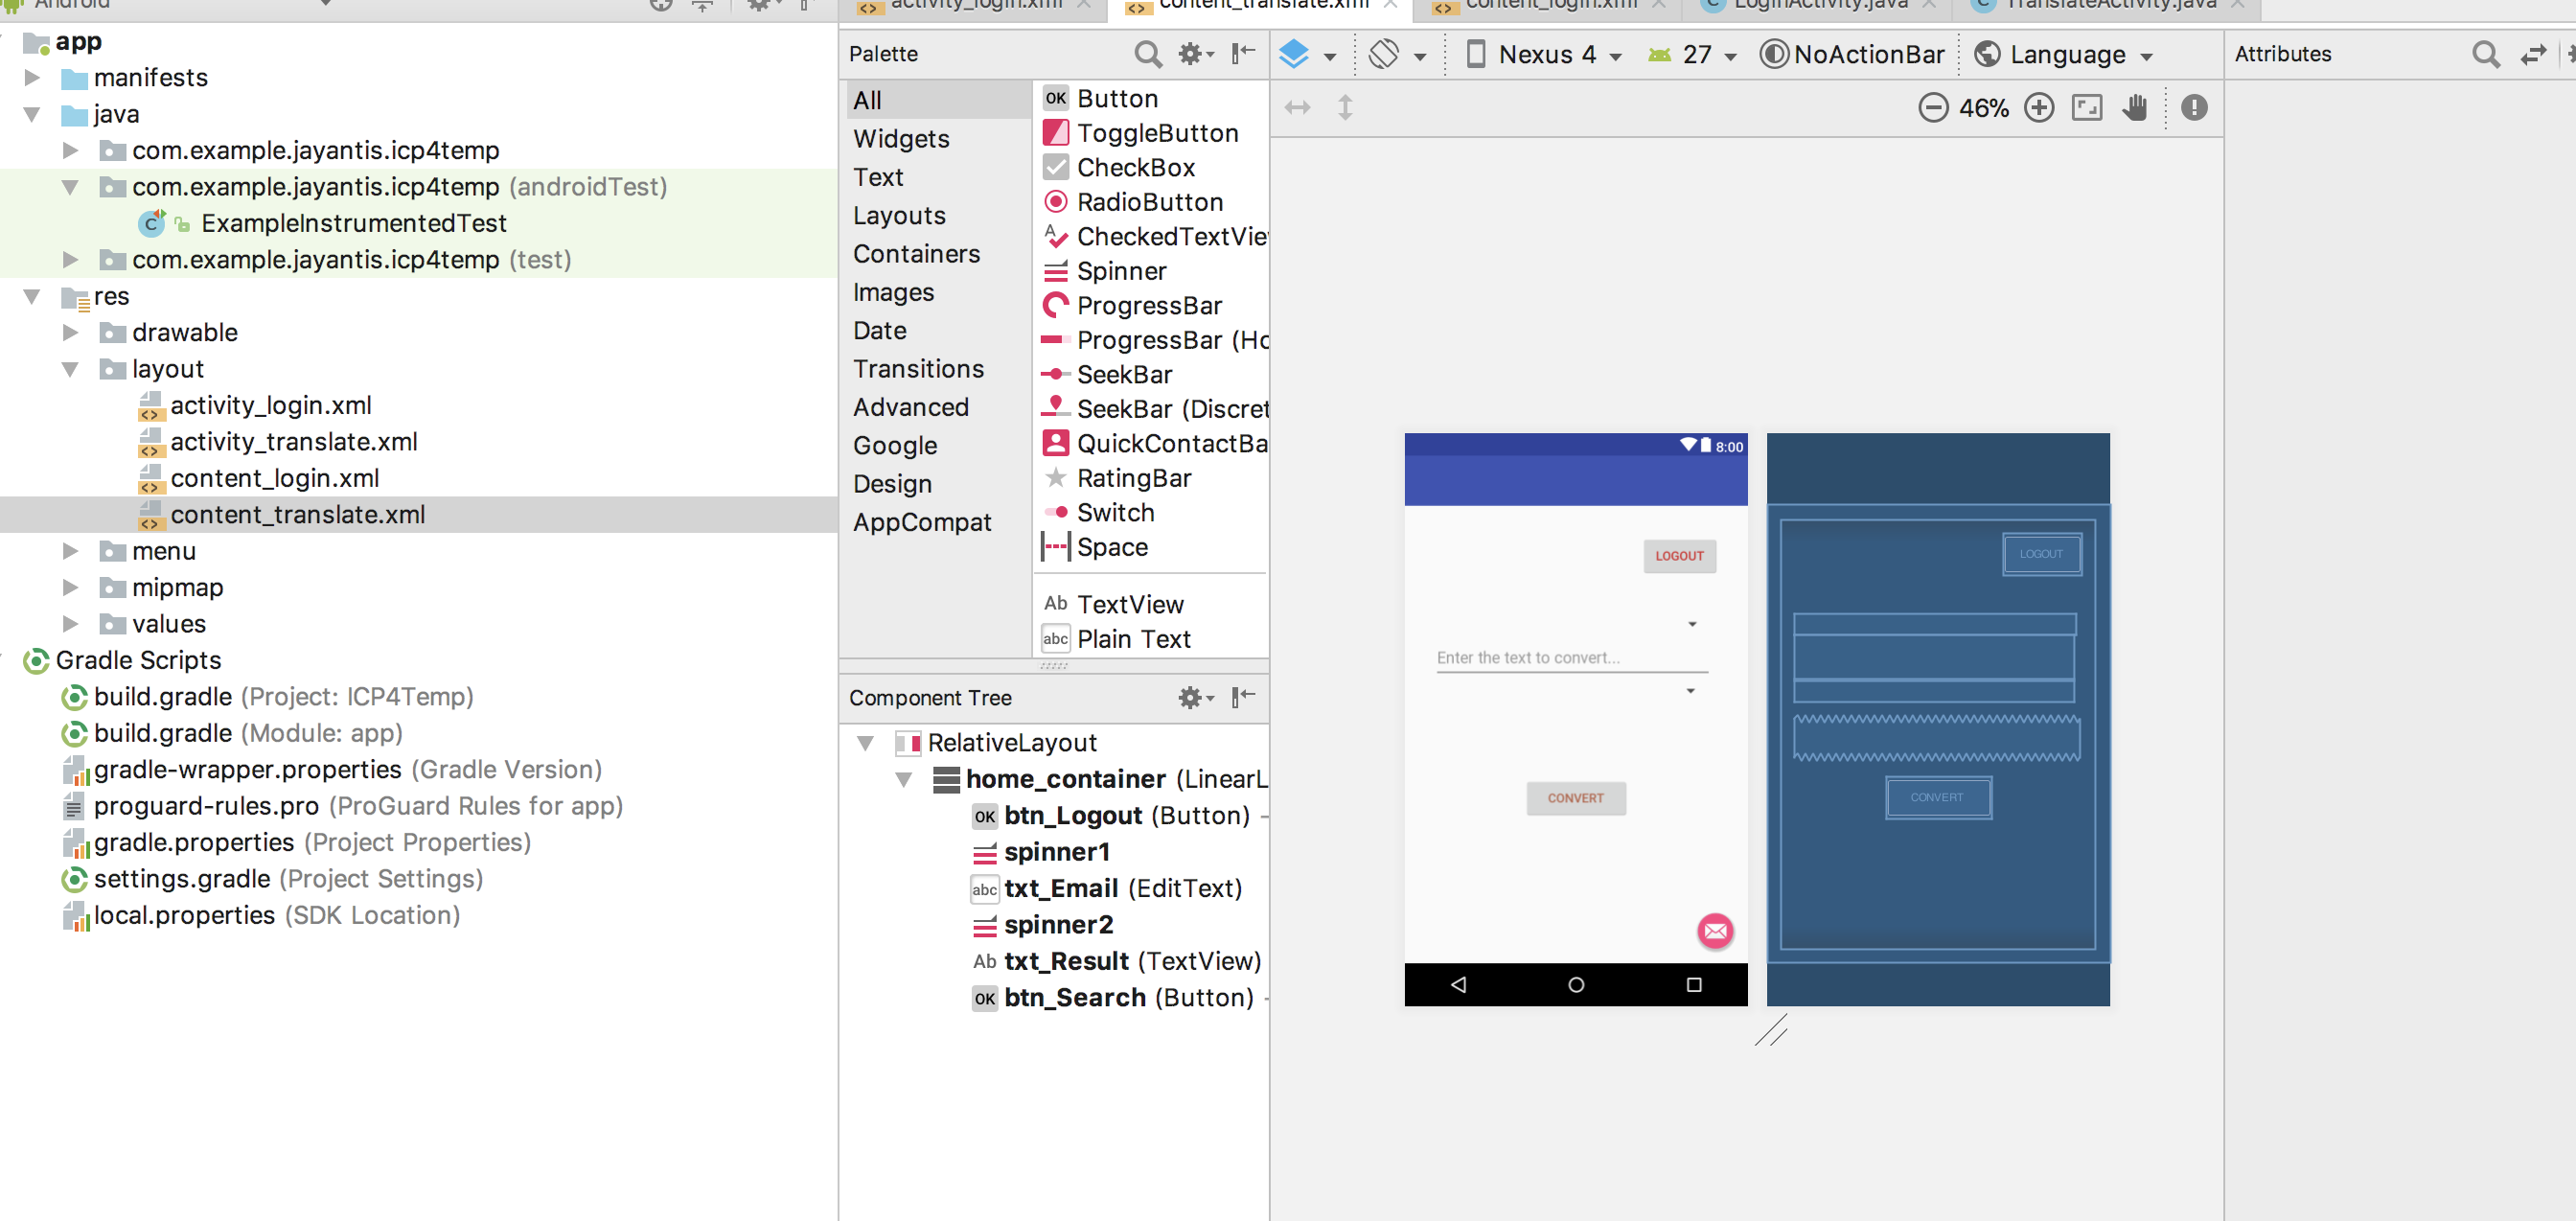 Android
activity_login.xml
content_translate.xml
content_login.xml
LoginActivity.java
TranslateActivity.java
app
manifests
java
com.example.jayantis.icp4temp
com.example.jayantis.icp4temp (androidTest)
ExampleInstrumentedTest
com.example.jayantis.icp4temp (test)
res
drawable
layout
activity_login.xml
activity_translate.xml
content_login.xml
content_translate.xml
menu
mipmap
values
Gradle Scripts
build.gradle (Project: ICP4Temp)
build.gradle (Module: app)
gradle-wrapper.properties (Gradle Version)
proguard-rules.pro (ProGuard Rules for app)
gradle.properties (Project Properties)
settings.gradle (Project Settings)
local.properties (SDK Location)
Palette
All
Widgets
Text
Layouts
Containers
Images
Date
Transitions
Advanced
Google
Design
AppCompat
OK Button
ToggleButton
CheckBox
RadioButton
CheckedTextVie
Spinner
ProgressBar
ProgressBar (Ho
SeekBar
SeekBar (Discret
QuickContactBa
RatingBar
Switch
Space
Ab TextView
abc Plain Text
Component Tree
RelativeLayout
home_container (LinearL
OK btn_Logout (Button)
spinner1
abc txt_Email (EditText)
spinner2
Ab txt_Result (TextView)
OK btn_Search (Button)
Nexus 4
27
NoActionBar
Language
46%
8:00
LOGOUT
Enter the text to convert...
CONVERT
LOGOUT
CONVERT
Attributes